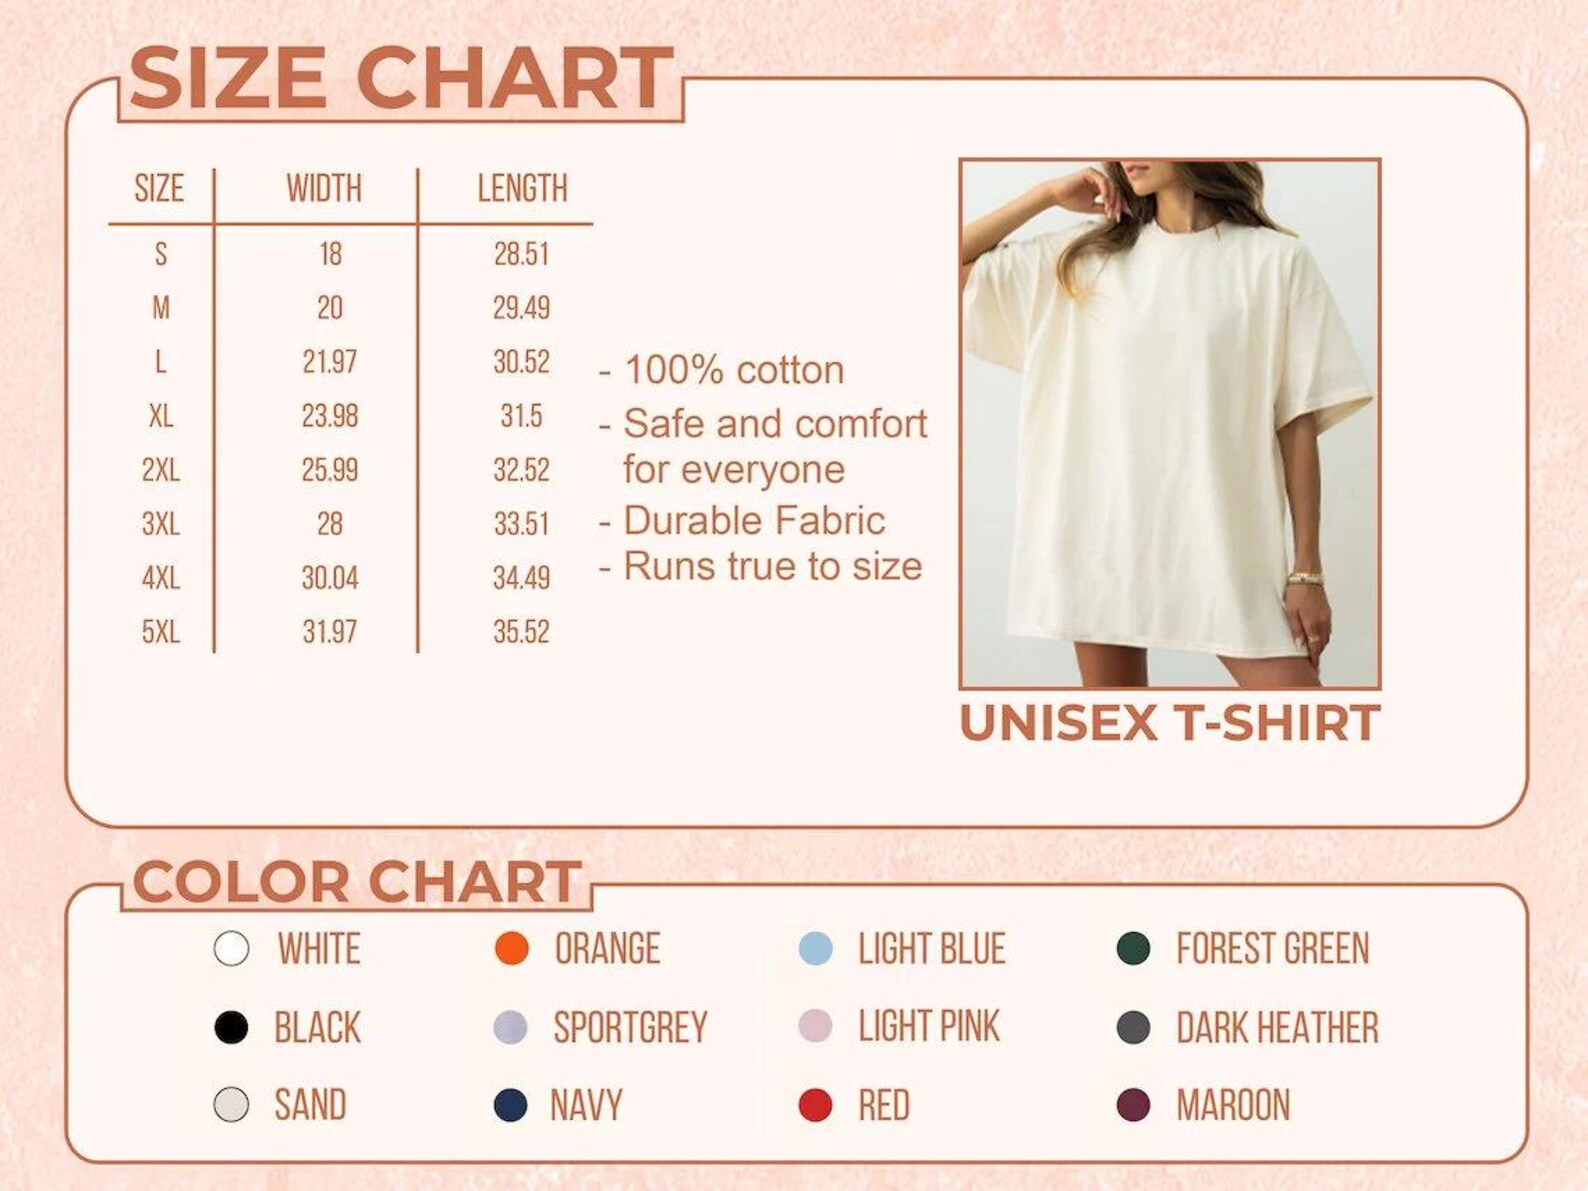 SIZE CHART
SIZE WIDTH LENGTH
S 18 28.51
M 20 29.49
L 21.97 30.52
XL 23.98 31.5
2XL 25.99 32.52
3XL 28 33.51
4XL 30.04 34.49
5XL 31.97 35.52
- 100% cotton
- Safe and comfort
for everyone
- Durable Fabric
- Runs true to size
UNISEX T-SHIRT
COLOR CHART
WHITE ORANGE LIGHT BLUE FOREST GREEN
BLACK SPORTGREY LIGHT PINK DARK HEATHER
SAND NAVY RED MAROON